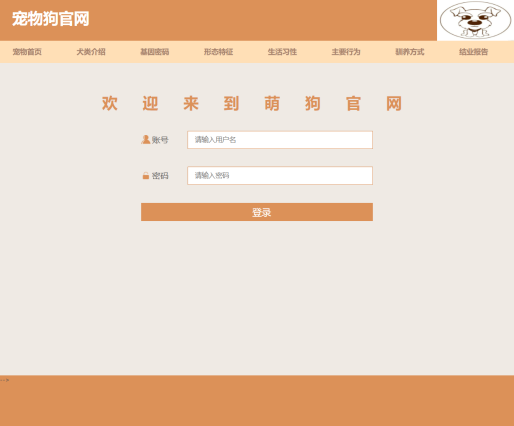 宠物狗官网
宠物首页 犬类介绍 基因密码 形态特征 生活习性 主要行为 驯养方式 结业报告
欢迎来到萌狗官网
账号 请输入用户名
密码 请输入密码
登录